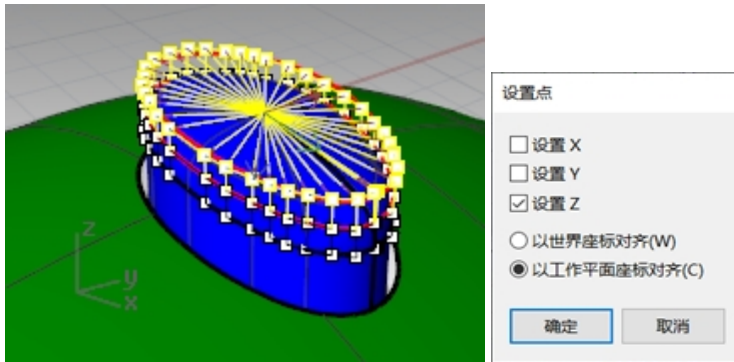 z
y
x
设置点
设置 X
设置 Y
设置 Z
以世界座标对齐(W)
以工作平面座标对齐(C)
确定
取消